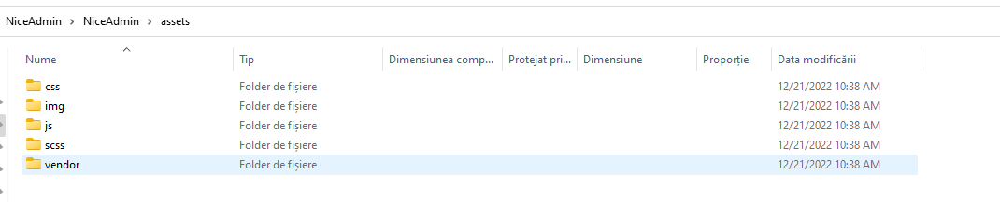 NiceAdmin > NiceAdmin > assets
Nume Tip Dimensiunea comp... Protejat pri... Dimensiune Proporție Data modificării
css Folder de fișiere 12/21/2022 10:38 AM
img Folder de fișiere 12/21/2022 10:38 AM
js Folder de fișiere 12/21/2022 10:38 AM
scss Folder de fișiere 12/21/2022 10:38 AM
vendor Folder de fișiere 12/21/2022 10:38 AM